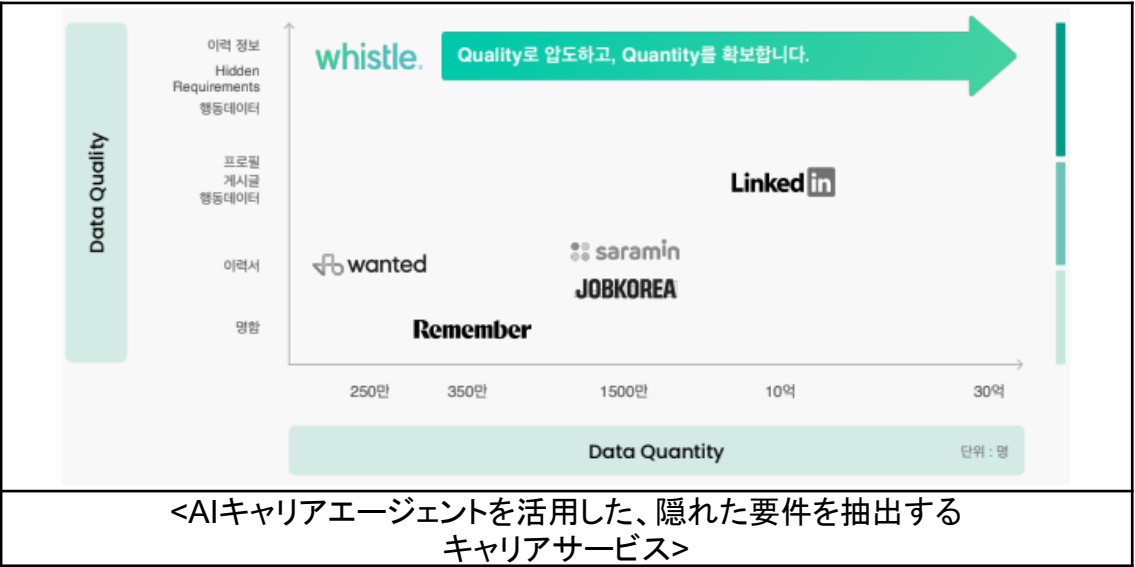 이력 정보
Hidden
Requirements
행동데이터
whistle.
Quality로 압도하고, Quantity를 확보합니다.
Data Quality
프로필
게시글
행동데이터
Linked in
이력서
wanted
saramin
JOBKOREA
명함
Remember
250만 350만 1500만 10억 30억
Data Quantity
단위 : 명
<AIキャリアエージェントを活用した、隠れた要件を抽出する
キャリアサービス>